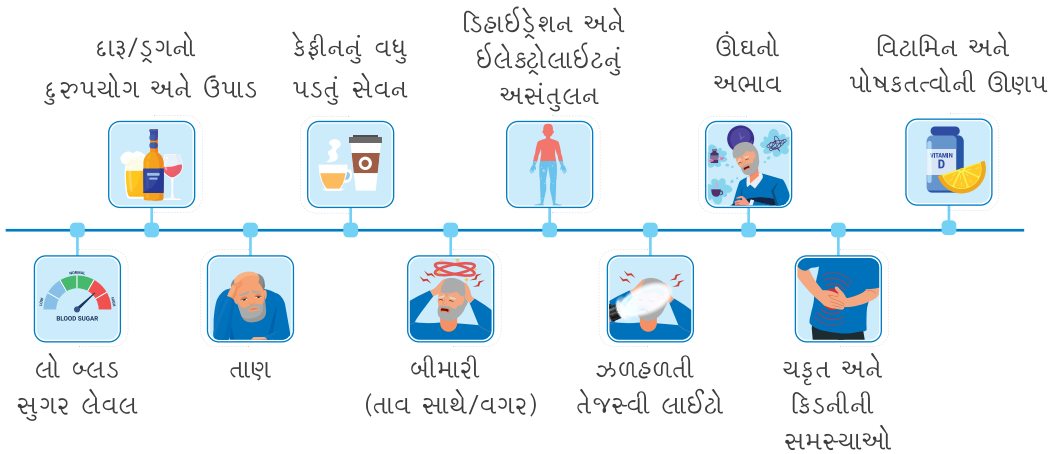 દારૂ/ડ્રગનો
દુરુપયોગ અને ઉપાડ
કેફીનનું વધુ
પડતું સેવન
ડિહાઈડ્રેશન અને
ઈલેક્ટ્રોલાઈટનું
અસંતુલન
ઊંઘનો
અભાવ
વિટામિન અને
પોષકતત્વોની ઊણપ
VITAMIN
D
LOW
NORMAL
HIGH
BLOOD SUGAR
લો બ્લડ
સુગર લેવલ
તાણ
બીમારી
(તાવ સાથે/વગર)
ઝળહળતી
તેજસ્વી લાઈટો
યકૃત અને
કિડનીની
સમસ્યાઓ